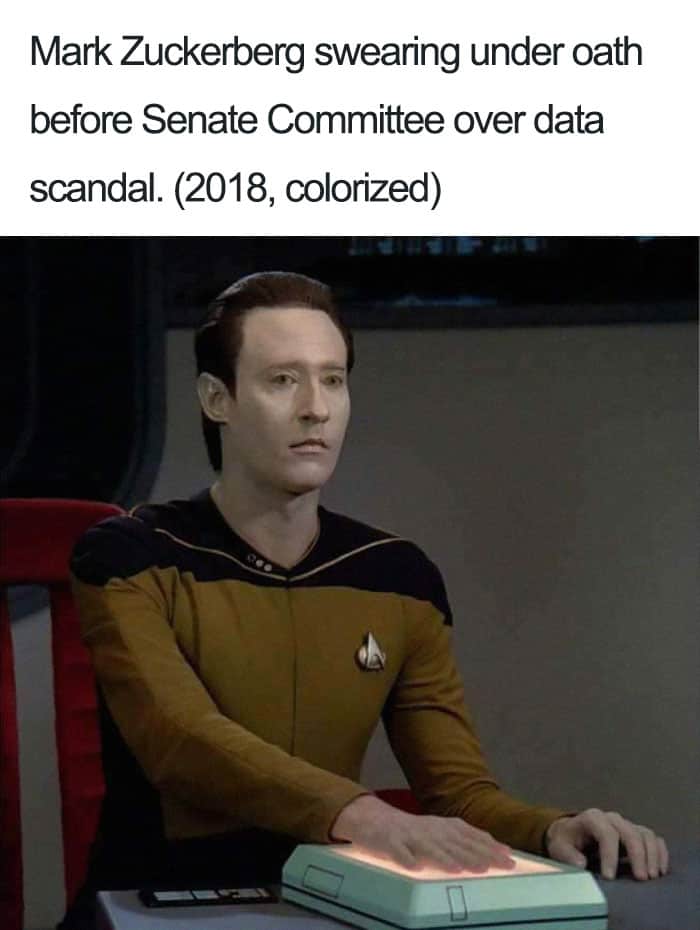 Mark Zuckerberg swearing under oath
before Senate Committee over data
scandal. (2018, colorized)